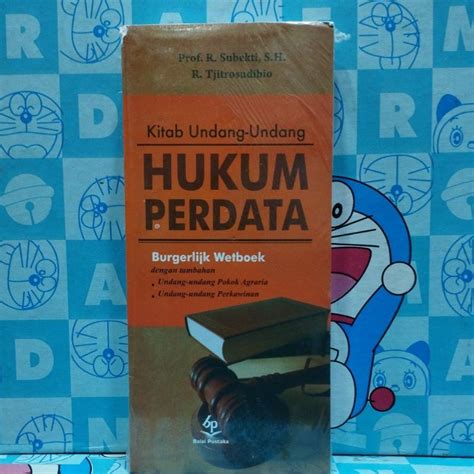 Prof. R. Subekti, S.H.
R. Tjitrosudibio
Kitab Undang-Undang
HUKUM
PERDATA
Burgerlijk Wetboek
dengan tambahan
• Undang-undang Pokok Agraria
• Undang-undang Perkawinan
bp
Balai Pustaka